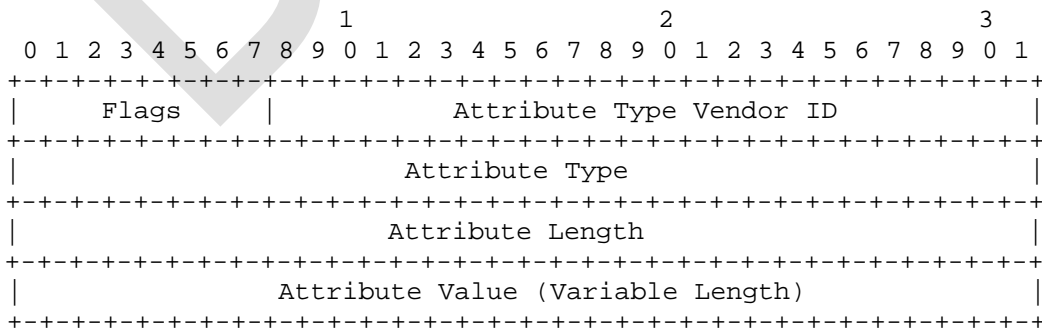 1                   2                   3
 0 1 2 3 4 5 6 7 8 9 0 1 2 3 4 5 6 7 8 9 0 1 2 3 4 5 6 7 8 9 0 1
+-+-+-+-+-+-+-+-+-+-+-+-+-+-+-+-+-+-+-+-+-+-+-+-+-+-+-+-+-+-+-+-+
|     Flags     |           Attribute Type Vendor ID            |
+-+-+-+-+-+-+-+-+-+-+-+-+-+-+-+-+-+-+-+-+-+-+-+-+-+-+-+-+-+-+-+-+
|                        Attribute Type                         |
+-+-+-+-+-+-+-+-+-+-+-+-+-+-+-+-+-+-+-+-+-+-+-+-+-+-+-+-+-+-+-+-+
|                       Attribute Length                        |
+-+-+-+-+-+-+-+-+-+-+-+-+-+-+-+-+-+-+-+-+-+-+-+-+-+-+-+-+-+-+-+-+
|                Attribute Value (Variable Length)              |
+-+-+-+-+-+-+-+-+-+-+-+-+-+-+-+-+-+-+-+-+-+-+-+-+-+-+-+-+-+-+-+-+